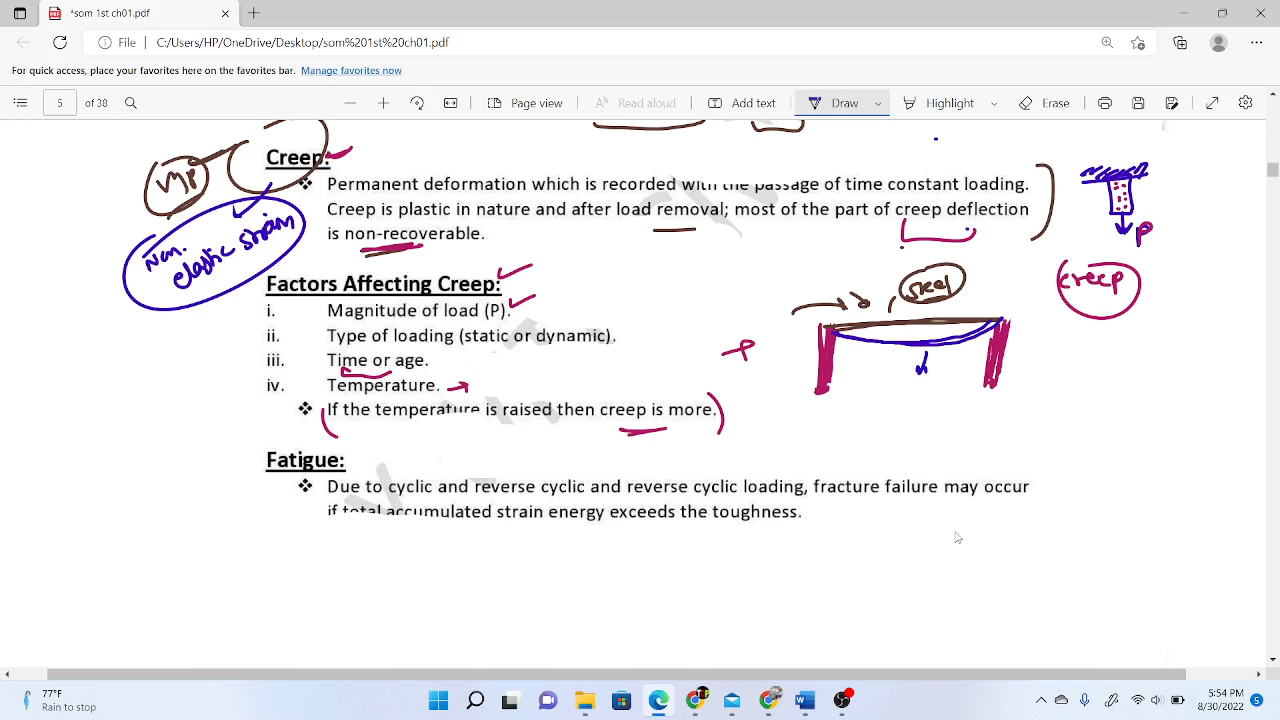 *som 1st ch01.pdf
File C:/Users/HP/OneDrive/Desktop/som%201st%20ch01.pdf
For quick access, place your favorites here on the favorites bar. Manage favorites now
5 of 38 Page view Read aloud Add text Draw Highlight Erase
Creep:
❖ Permanent deformation which is recorded with the passage of time constant loading.
Creep is plastic in nature and after load removal; most of the part of creep deflection
is non-recoverable.
Vyp
Non.
elastic strain
P
creep
Factors Affecting Creep:
i. Magnitude of load (P).
ii. Type of loading (static or dynamic).
iii. Time or age.
iv. Temperature.
❖ If the temperature is raised then creep is more.
steel
P
Fatigue:
❖ Due to cyclic and reverse cyclic and reverse cyclic loading, fracture failure may occur
if total accumulated strain energy exceeds the toughness.
77°F
Rain to stop
5:54 PM
8/30/2022
5